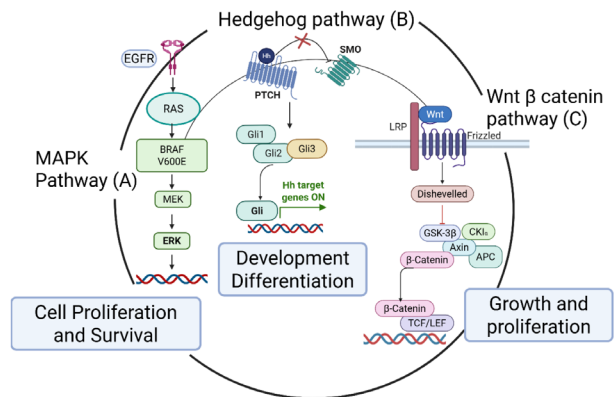 Hedgehog pathway (B)
EGFR
Hh
SMO
PTCH
RAS
Wnt
Wnt β catenin
pathway (C)
LRP
Frizzled
BRAF
V600E
Gli1
Gli2
Gli3
MAPK
Pathway (A)
MEK
Dishevelled
Hh target
genes ON
Gli
ERK
GSK-3β
CKIₐ
Axin
APC
β-Catenin
Development
Differentiation
β-Catenin
TCF/LEF
Cell Proliferation
and Survival
Growth and
proliferation